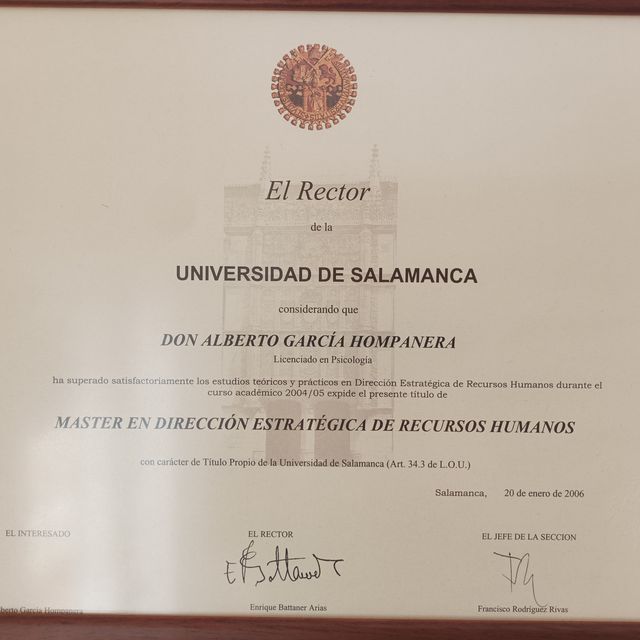 El Rector
de la
UNIVERSIDAD DE SALAMANCA
considerando que
DON ALBERTO GARCÍA HOMPANERA
Licenciado en Psicología
ha superado satisfactoriamente los estudios teóricos y prácticos en Dirección Estratégica de Recursos Humanos durante el
curso académico 2004/05 expide el presente título de
MASTER EN DIRECCIÓN ESTRATÉGICA DE RECURSOS HUMANOS
con carácter de Título Propio de la Universidad de Salamanca (Art. 34.3 de L.O.U.)
Salamanca, 20 de enero de 2006
EL INTERESADO
EL RECTOR
EL JEFE DE LA SECCION
García Hompanera
Enrique Battaner Arias
Francisco Rodríguez Rivas